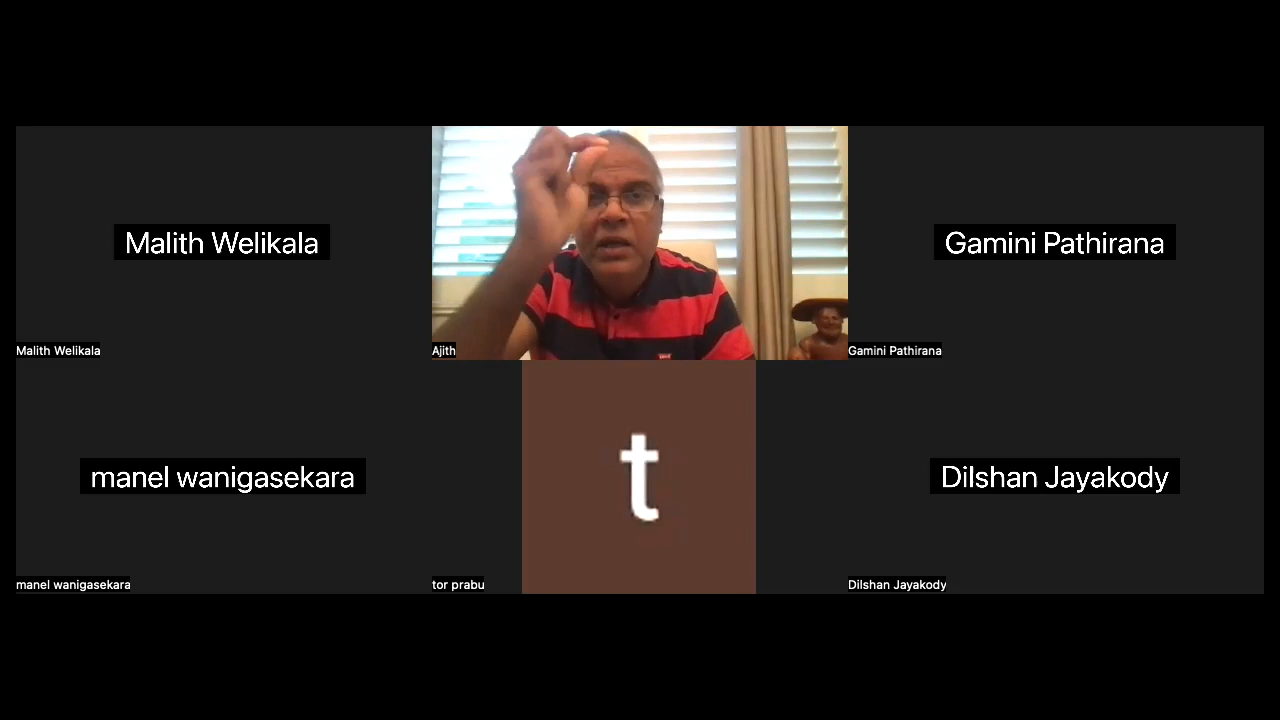 Malith Welikala
Gamini Pathirana
Malith Welikala
Ajith
Gamini Pathirana
manel wanigasekara
t
Dilshan Jayakody
manel wanigasekara
tor prabu
Dilshan Jayakody